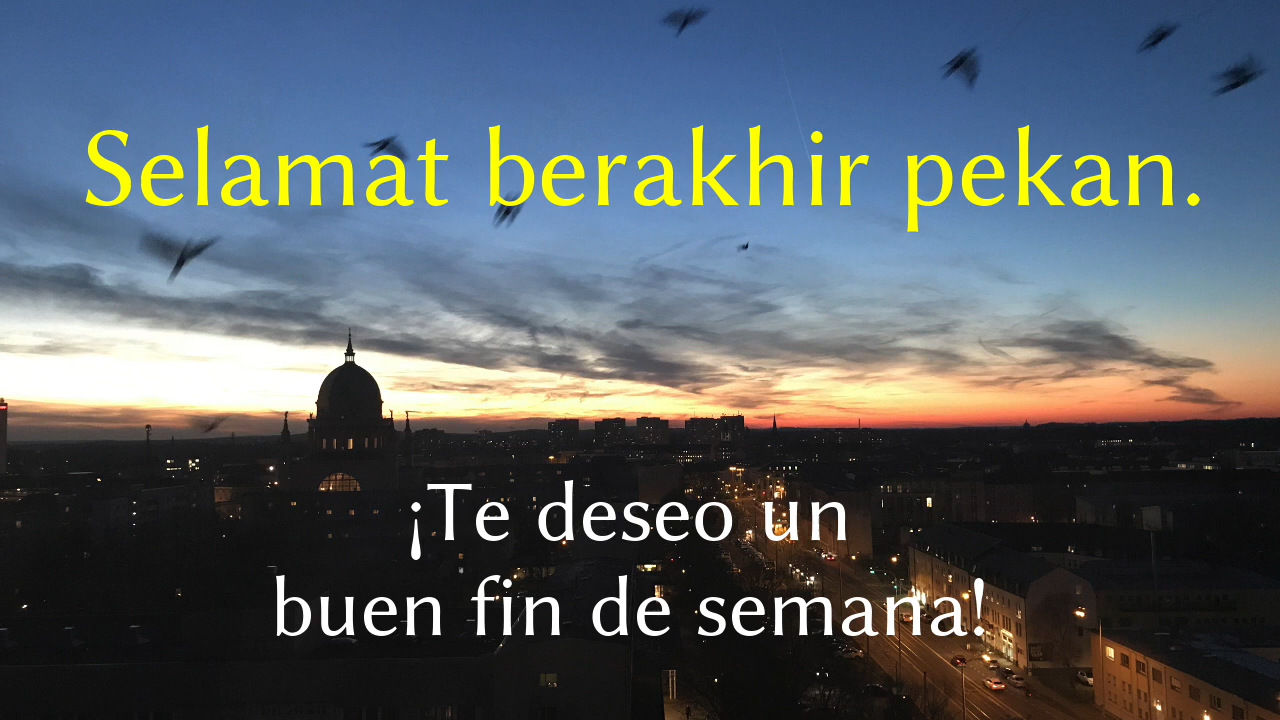 Selamat berakhir pekan.
¡Te deseo un
buen fin de semana!